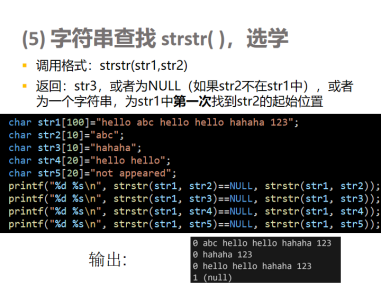 (5) 字符串查找 strstr( )，选学
调用格式：strstr(str1,str2)
返回：str3，或者为NULL（如果str2不在str1中），或者
为一个字符串，为str1中第一次找到str2的起始位置
char str1[100]="hello abc hello hello hahaha 123";
char str2[10]="abc";
char str3[10]="hahaha";
char str4[20]="hello hello";
char str5[20]="not appeared";
printf("%d %s\n", strstr(str1, str2)==NULL, strstr(str1, str2));
printf("%d %s\n", strstr(str1, str3)==NULL, strstr(str1, str3));
printf("%d %s\n", strstr(str1, str4)==NULL, strstr(str1, str4));
printf("%d %s\n", strstr(str1, str5)==NULL, strstr(str1, str5));
输出:
0 abc hello hello hahaha 123
0 hahaha 123
0 hello hello hahaha 123
1 (null)